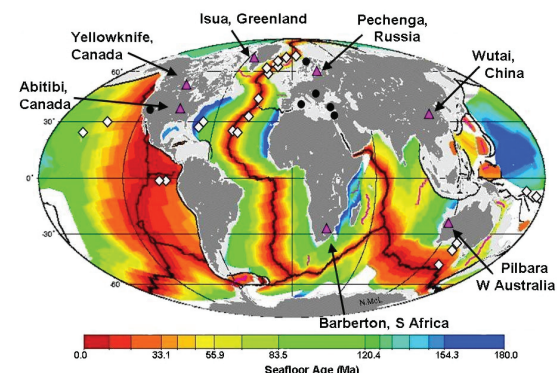 Isua, Greenland
Pechenga,
Russia
Yellowknife,
Canada
Wutai,
China
Abitibi,
Canada
60°
30°
0°
-30°
-60
Pilbara
W Australia
N.McL
Barberton, S Africa
0.0 33.1 55.9 83.5 120.4 154.3 180.0
Seafloor Age (Ma)